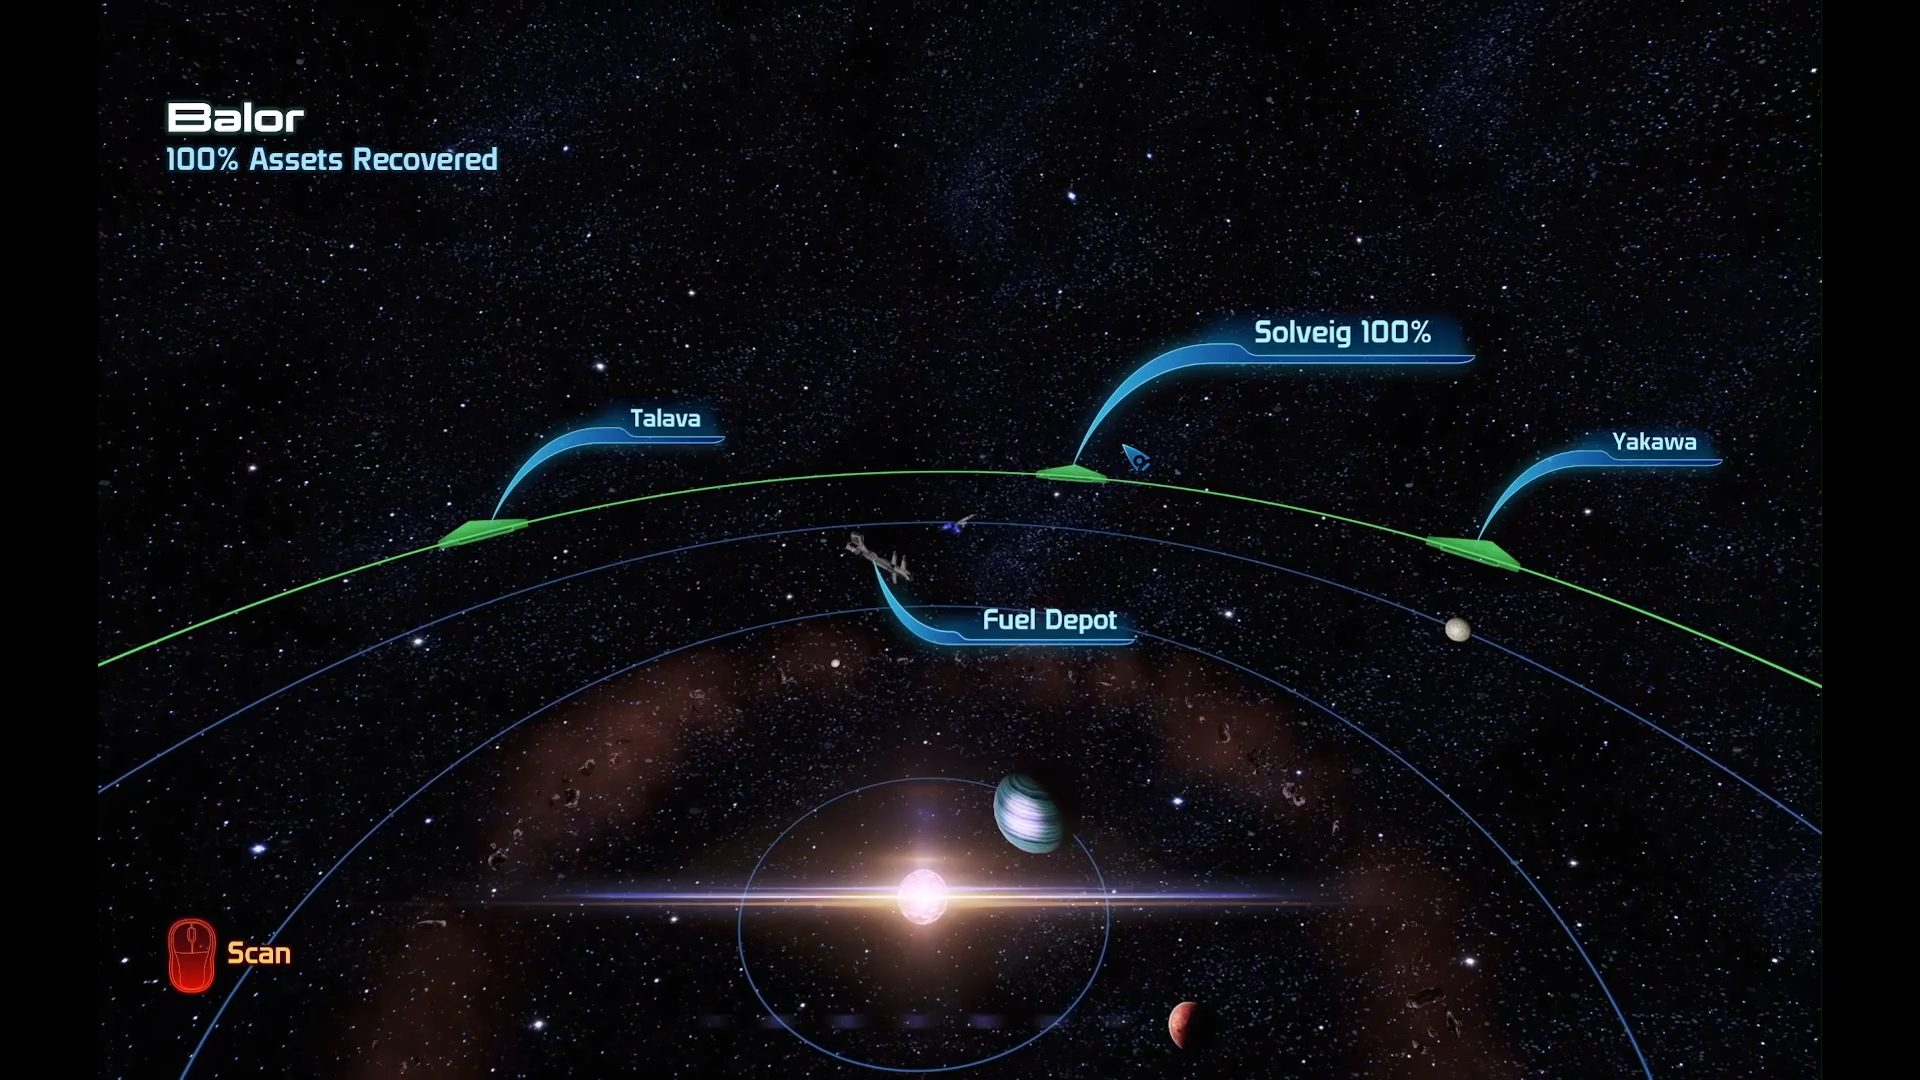 Balor
100% Assets Recovered
Solveig 100%
Talava
Yakawa
Fuel Depot
Scan